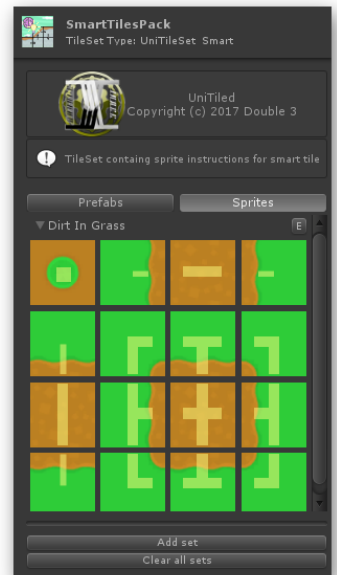 SmartTilesPack
TileSet Type: UniTileSet Smart
UniTiled
Copyright (c) 2017 Double 3
TileSet containg sprite instructions for smart tile
Prefabs
Sprites
Dirt In Grass
E
Add set
Clear all sets